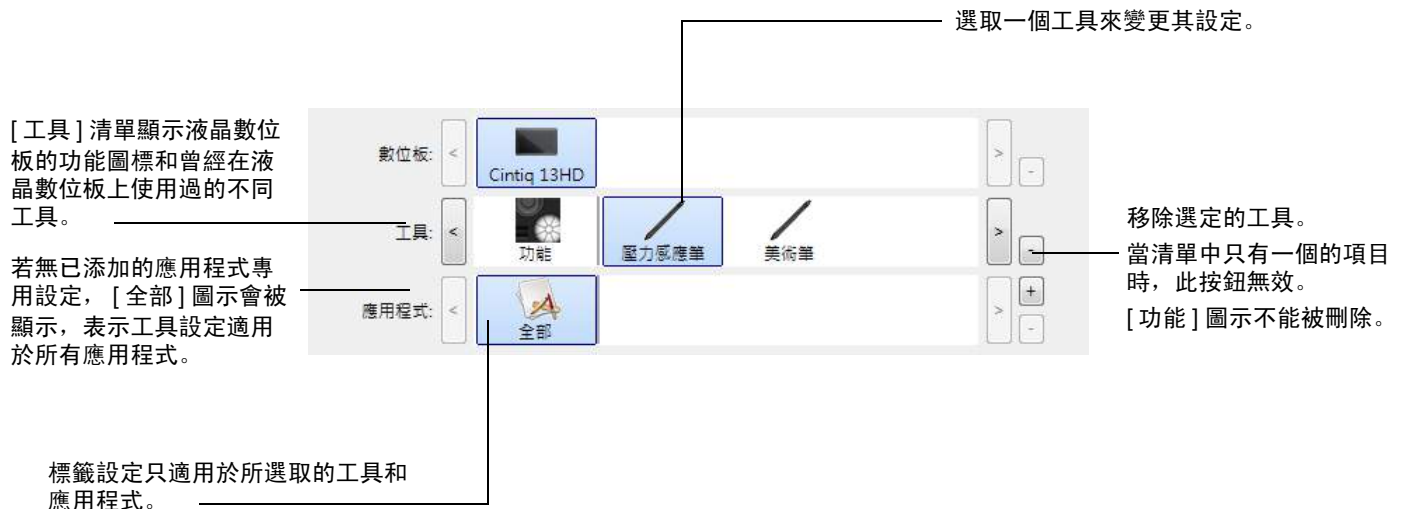 選取一個工具來變更其設定。
[ 工具 ] 清單顯示液晶數位
板的功能圖標和曾經在液
晶數位板上使用過的不同
工具。
若無已添加的應用程式專
用設定， [ 全部 ] 圖示會被
顯示，表示工具設定適用
於所有應用程式。
數位板: <
Cintiq 13HD
> -
工具: <
功能
壓力感應筆
美術筆
> -
應用程式: <
全部
> + -
移除選定的工具。
當清單中只有一個的項目
時，此按鈕無效。
[ 功能 ] 圖示不能被刪除。
標籤設定只適用於所選取的工具和
應用程式。